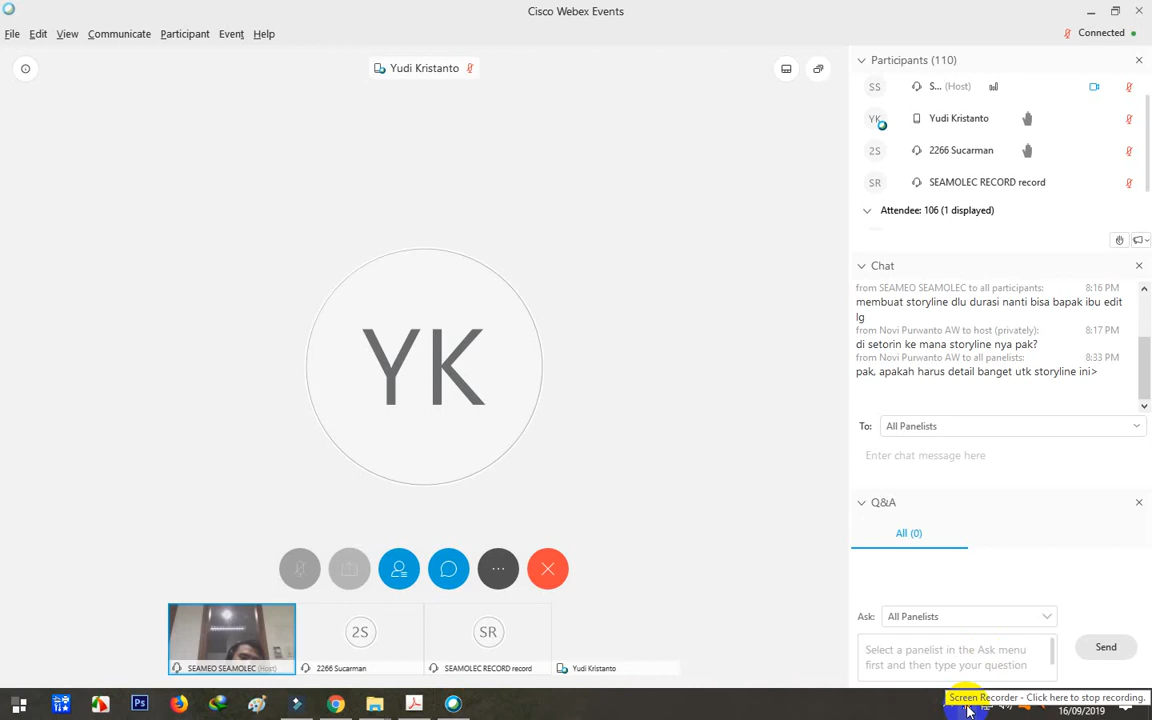 Cisco Webex Events
File Edit View Communicate Participant Event Help
Connected
Yudi Kristanto
Participants (110)
SS S... (Host)
YK Yudi Kristanto
2S 2266 Sucarman
SR SEAMOLEC RECORD record
Attendee: 106 (1 displayed)
Chat
from SEAMEO SEAMOLEC to all participants: 8:16 PM
membuat storyline dlu durasi nanti bisa bapak ibu edit
lg
from Novi Purwanto AW to host (privately): 8:17 PM
di setorin ke mana storyline nya pak?
from Novi Purwanto AW to all panelists: 8:33 PM
pak, apakah harus detail banget utk storyline ini>
To: All Panelists
Enter chat message here
YK
Q&A
All (0)
Ask: All Panelists
Select a panelist in the Ask menu
first and then type your question
Send
2S
SR
SEAMEO SEAMOLEC (Host)
2266 Sucarman
SEAMOLEC RECORD record
Yudi Kristanto
Ps
Screen Recorder - Click here to stop recording.
16/09/2019